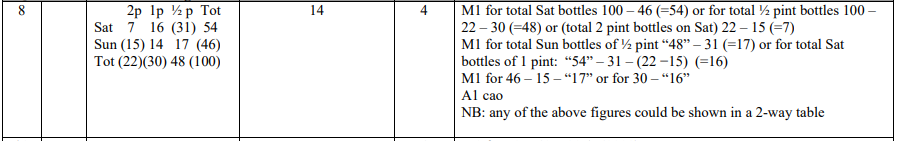 8
2p 1p ½ p Tot
Sat 7 16 (31) 54
Sun (15) 14 17 (46)
Tot (22)(30) 48 (100)
14
4
M1 for total Sat bottles 100 – 46 (=54) or for total ½ pint bottles 100 –
22 – 30 (=48) or (total 2 pint bottles on Sat) 22 – 15 (=7)
M1 for total Sun bottles of ½ pint “48” – 31 (=17) or for total Sat
bottles of 1 pint: “54” – 31 – (22 –15) (=16)
M1 for 46 – 15 – “17” or for 30 – “16”
A1 cao
NB: any of the above figures could be shown in a 2-way table